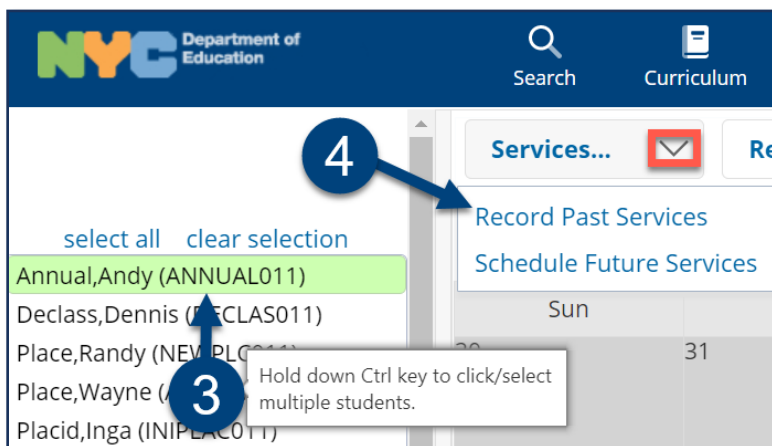 NYC Department of
Education
Search
Curriculum
4
Services...
Re
Record Past Services
Schedule Future Services
select all clear selection
Annual,Andy (ANNUAL011)
Declass,Dennis (DECLAS011)
Place,Randy (NEWPLC011)
Place,Wayne (
Placid,Inga (INIPLAC011)
3
Hold down Ctrl key to click/select
multiple students.
Sun
30
31